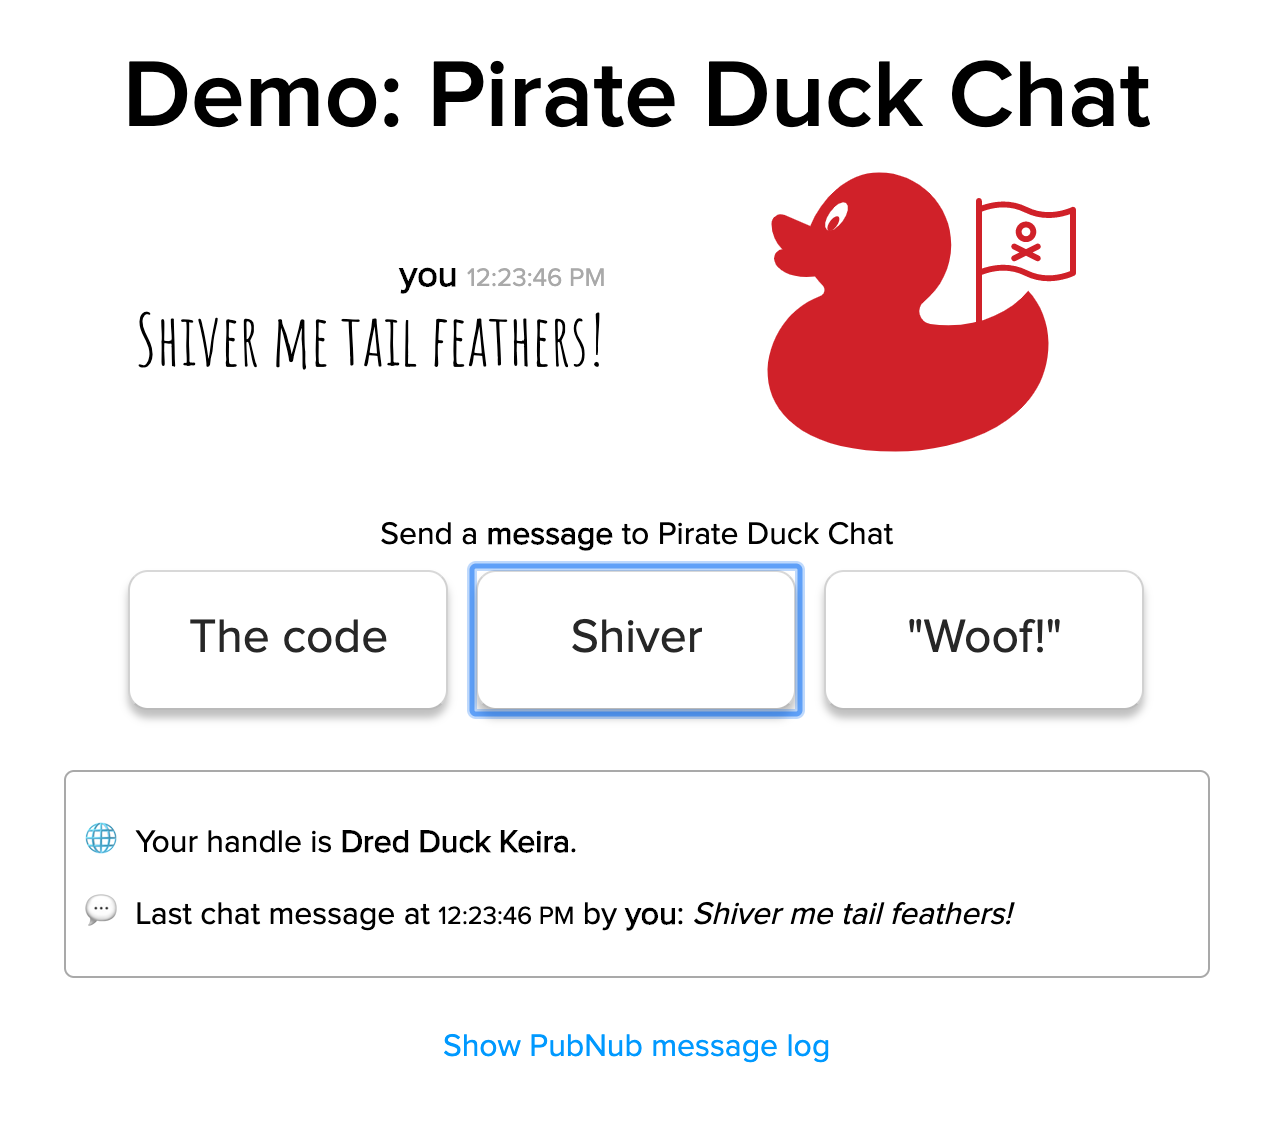 Demo: Pirate Duck Chat
you 12:23:46 PM
Shiver me tail feathers!
Send a message to Pirate Duck Chat
The code
Shiver
"Woof!"
Your handle is Dred Duck Keira.
Last chat message at 12:23:46 PM by you: Shiver me tail feathers!
Show PubNub message log